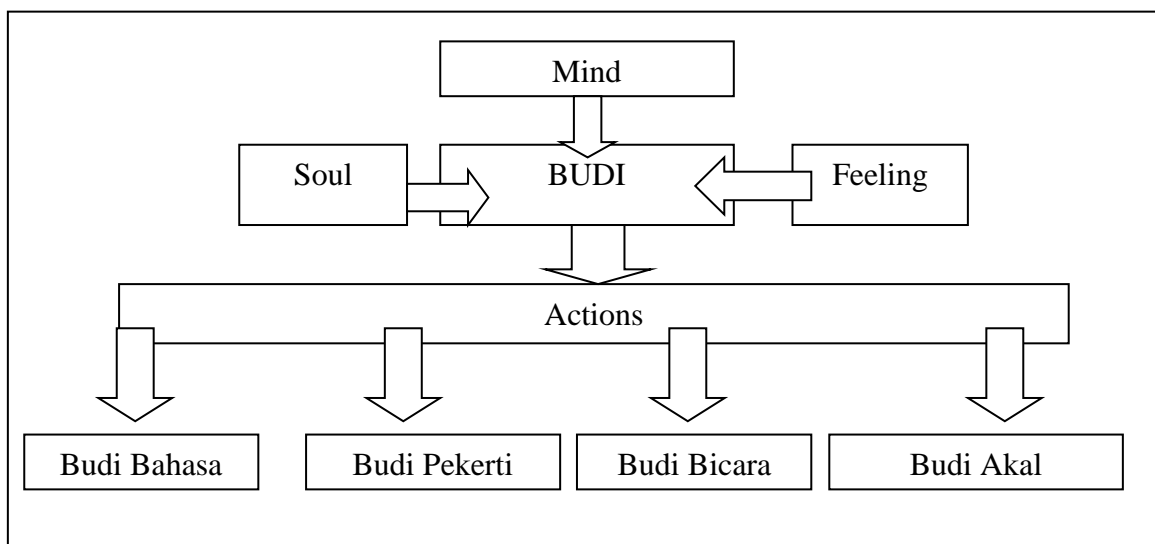 Mind
Soul
BUDI
Feeling
Actions
Budi Bahasa
Budi Pekerti
Budi Bicara
Budi Akal